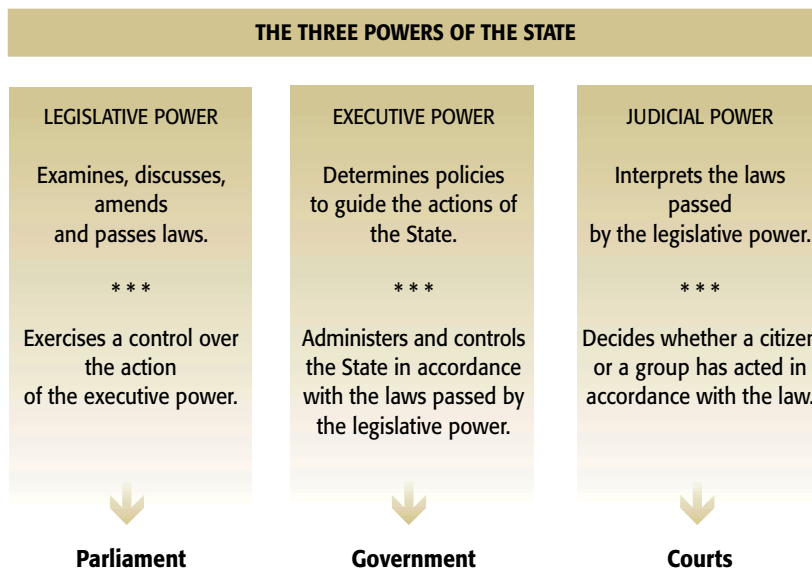 THE THREE POWERS OF THE STATE
LEGISLATIVE POWER
Examines, discusses,
amends
and passes laws.
* * *
Exercises a control over
the action
of the executive power.
Parliament
EXECUTIVE POWER
Determines policies
to guide the actions of
the State.
* * *
Administers and controls
the State in accordance
with the laws passed by
the legislative power.
Government
JUDICIAL POWER
Interprets the laws
passed
by the legislative power.
* * *
Decides whether a citizen
or a group has acted in
accordance with the law.
Courts